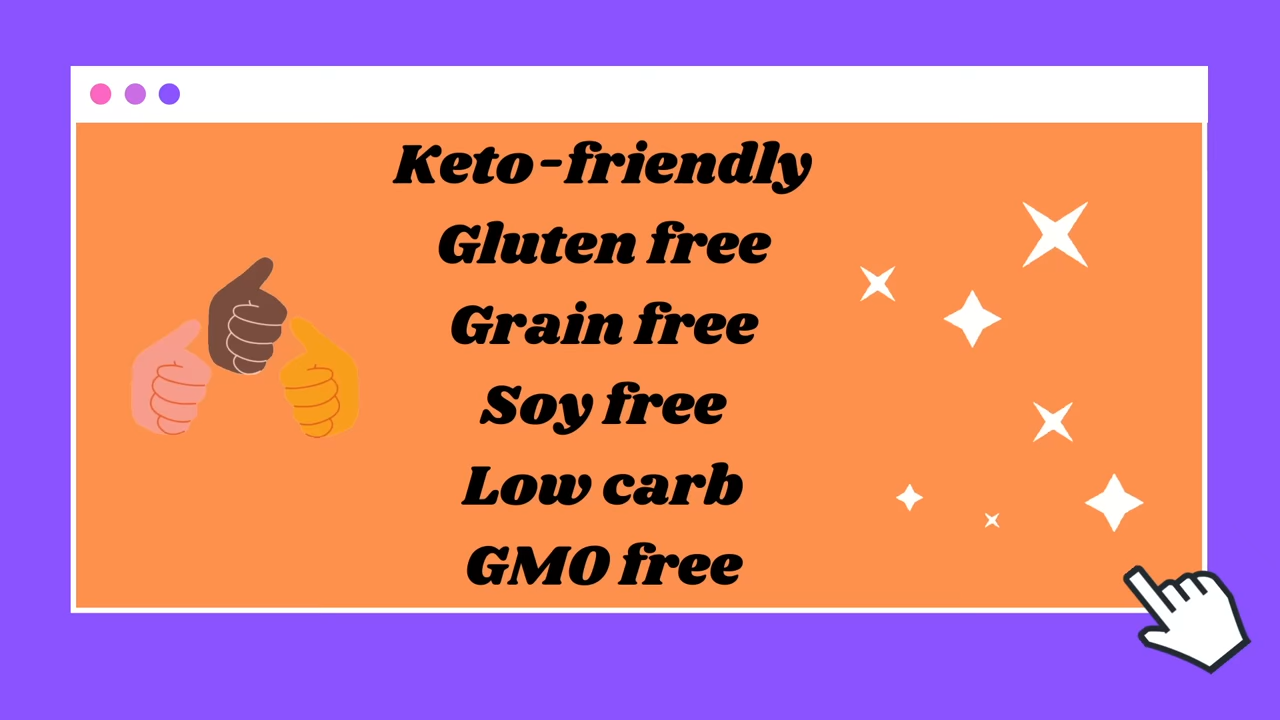 Keto-friendly
Gluten free
Grain free
Soy free
Low carb
GMO free